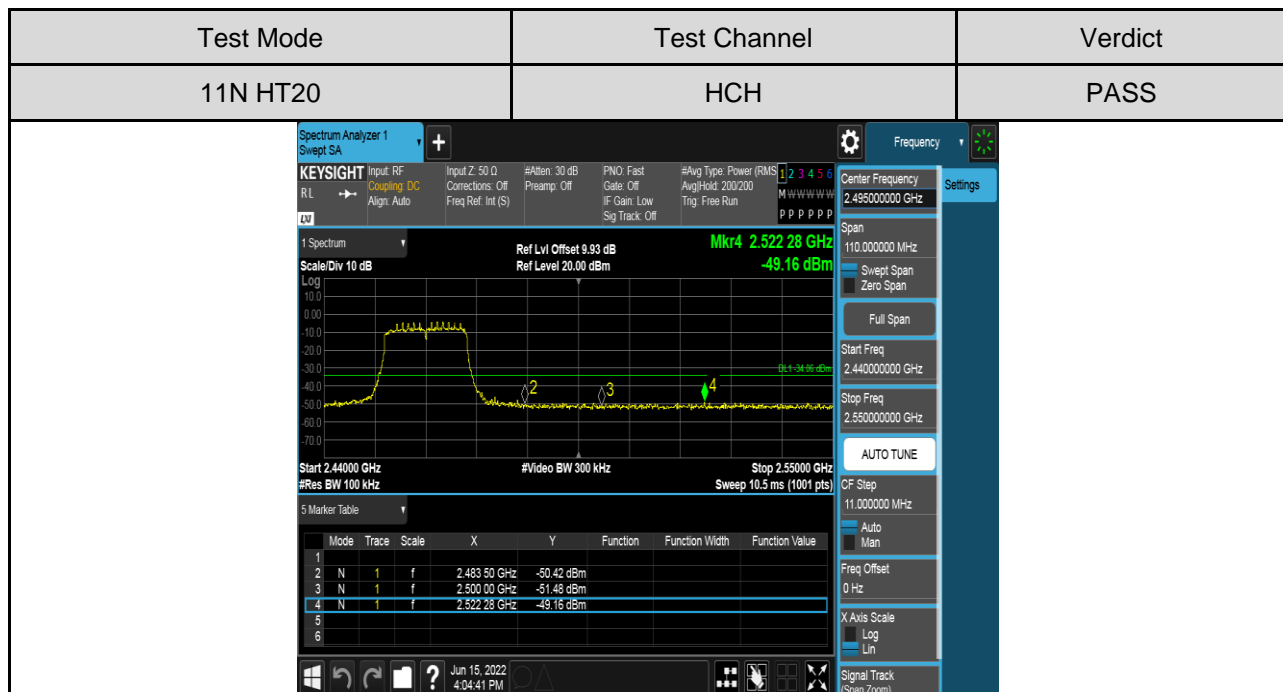 Test Mode Test Channel Verdict
11N HT20 HCH PASS
Spectrum Analyzer 1
Swept SA
Frequency
KEYSIGHT
RL
LXI
Input: RF
Coupling: DC
Align: Auto
Input Z: 50 Ω
Corrections: Off
Freq Ref: Int (S)
#Atten: 30 dB
Preamp: Off
PNO: Fast
Gate: Off
IF Gain: Low
Sig Track: Off
#Avg Type: Power (RMS
Avg|Hold: 200/200
Trig: Free Run
1 2 3 4 5 6
M W W W W W
P P P P P P
1 Spectrum
Scale/Div 10 dB
Ref Lvl Offset 9.93 dB
Ref Level 20.00 dBm
Mkr4 2.522 28 GHz
-49.16 dBm
Log
10.0
0.00
-10.0
-20.0
-30.0
-40.0
-50.0
-60.0
-70.0
DL1 -34.06 dBm
2
3
4
Start 2.44000 GHz #Video BW 300 kHz Stop 2.55000 GHz
#Res BW 100 kHz Sweep 10.5 ms (1001 pts)
5 Marker Table
Mode Trace Scale X Y Function Function Width Function Value
1
2 N 1 f 2.483 50 GHz -50.42 dBm
3 N 1 f 2.500 00 GHz -51.48 dBm
4 N 1 f 2.522 28 GHz -49.16 dBm
5
6
? Jun 15, 2022
4:04:41 PM
Center Frequency
2.495000000 GHz
Settings
Span
110.000000 MHz
Swept Span
Zero Span
Full Span
Start Freq
2.440000000 GHz
Stop Freq
2.550000000 GHz
AUTO TUNE
CF Step
11.000000 MHz
Auto
Man
Freq Offset
0 Hz
X Axis Scale
Log
Lin
Signal Track
(Span Zoom)